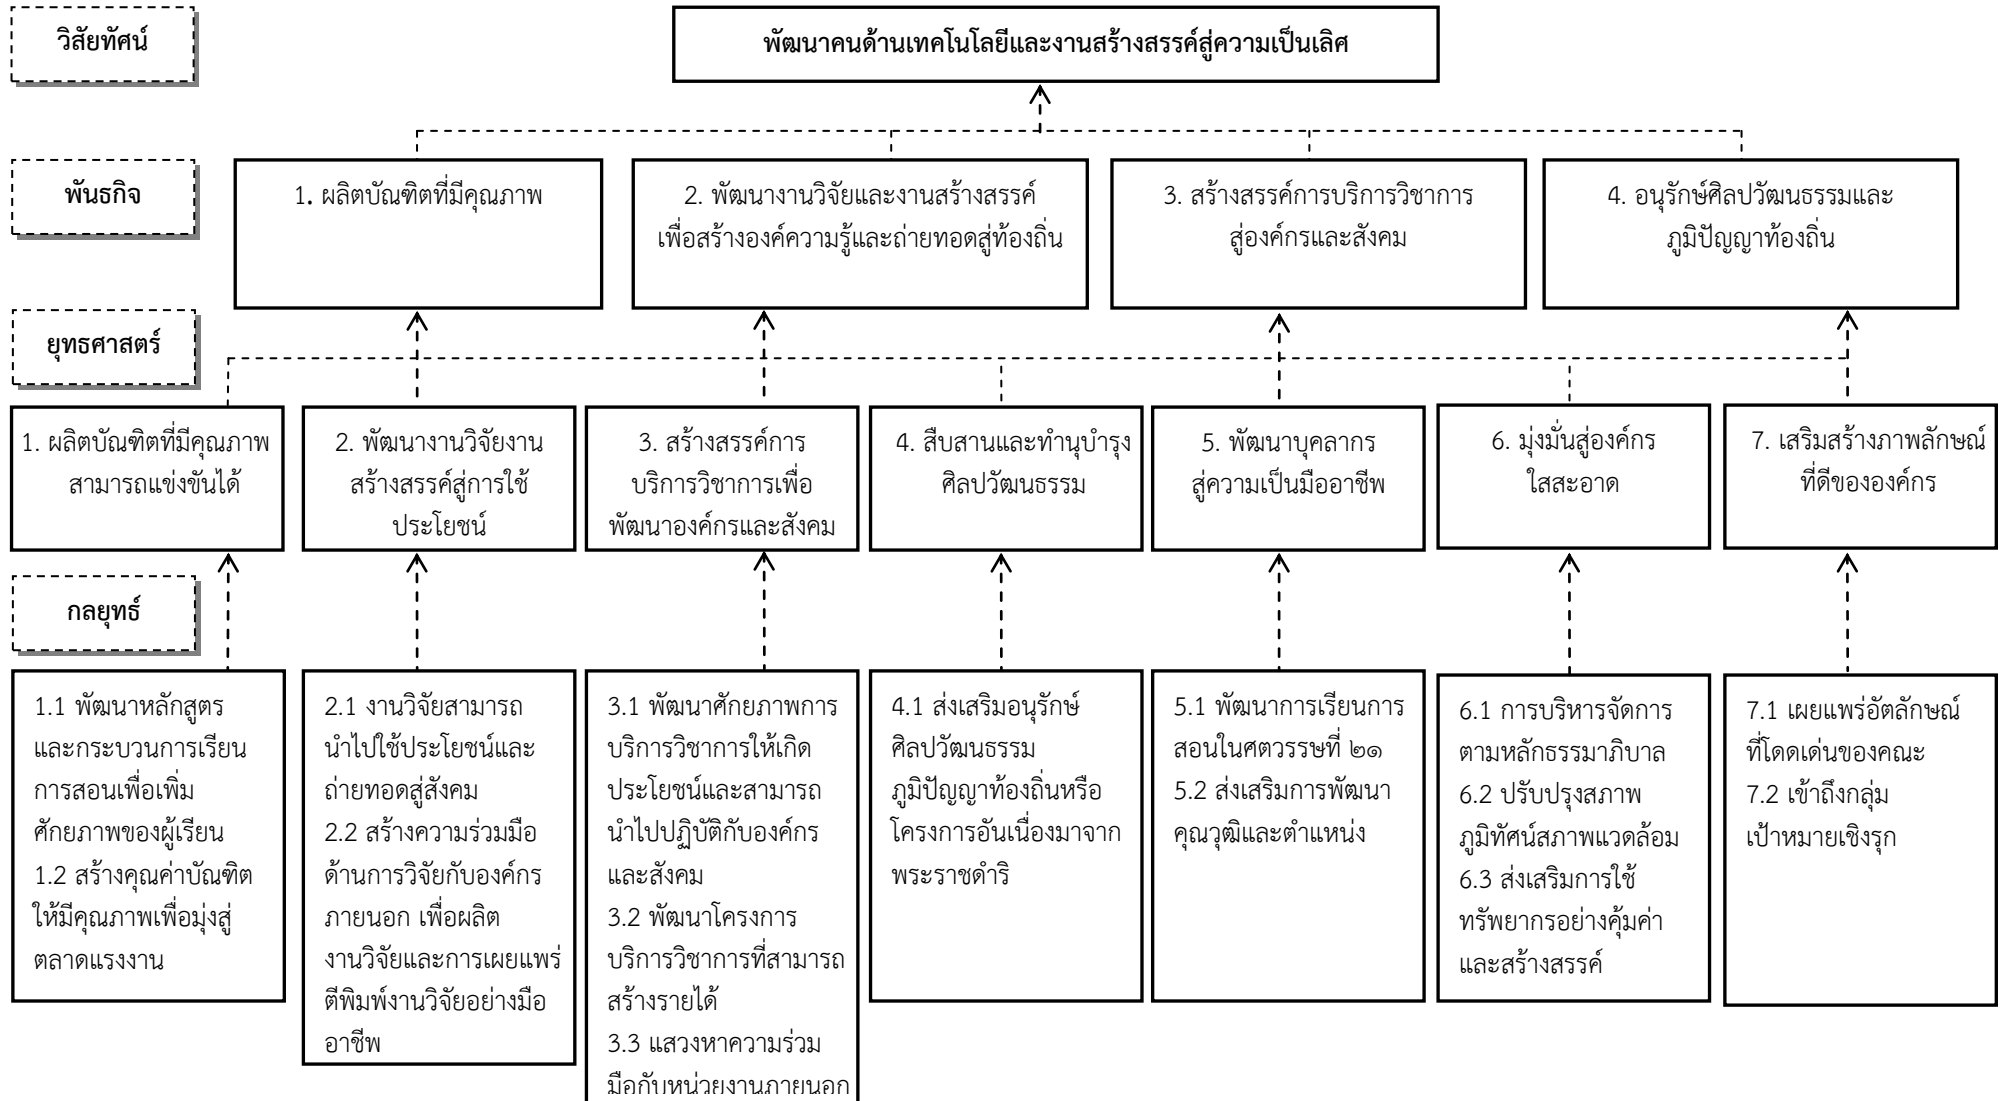 วิสัยทัศน์
พัฒนาคนด้านเทคโนโลยีและงานสร้างสรรค์สู่ความเป็นเลิศ
พันธกิจ
1. ผลิตบัณฑิตที่มีคุณภาพ
2. พัฒนางานวิจัยและงานสร้างสรรค์
เพื่อสร้างองค์ความรู้และถ่ายทอดสู่ท้องถิ่น
3. สร้างสรรค์การบริการวิชาการ
สู่องค์กรและสังคม
4. อนุรักษ์ศิลปวัฒนธรรมและ
ภูมิปัญญาท้องถิ่น
ยุทธศาสตร์
1. ผลิตบัณฑิตที่มีคุณภาพ
สามารถแข่งขันได้
2. พัฒนางานวิจัยงาน
สร้างสรรค์สู่การใช้
ประโยชน์
3. สร้างสรรค์การ
บริการวิชาการเพื่อ
พัฒนาองค์กรและสังคม
4. สืบสานและทำนุบำรุง
ศิลปวัฒนธรรม
5. พัฒนาบุคลากร
สู่ความเป็นมืออาชีพ
6. มุ่งมั่นสู่องค์กร
ใสสะอาด
7. เสริมสร้างภาพลักษณ์
ที่ดีขององค์กร
กลยุทธ์
1.1 พัฒนาหลักสูตร
และกระบวนการเรียน
การสอนเพื่อเพิ่ม
ศักยภาพของผู้เรียน
1.2 สร้างคุณค่าบัณฑิต
ให้มีคุณภาพเพื่อมุ่งสู่
ตลาดแรงงาน
2.1 งานวิจัยสามารถ
นำไปใช้ประโยชน์และ
ถ่ายทอดสู่สังคม
2.2 สร้างความร่วมมือ
ด้านการวิจัยกับองค์กร
ภายนอก เพื่อผลิต
งานวิจัยและการเผยแพร่
ตีพิมพ์งานวิจัยอย่างมือ
อาชีพ
3.1 พัฒนาศักยภาพการ
บริการวิชาการให้เกิด
ประโยชน์และสามารถ
นำไปปฏิบัติกับองค์กร
และสังคม
3.2 พัฒนาโครงการ
บริการวิชาการที่สามารถ
สร้างรายได้
3.3 แสวงหาความร่วม
มือกับหน่วยงานภายนอก
4.1 ส่งเสริมอนุรักษ์
ศิลปวัฒนธรรม
ภูมิปัญญาท้องถิ่นหรือ
โครงการอันเนื่องมาจาก
พระราชดำริ
5.1 พัฒนาการเรียนการ
สอนในศตวรรษที่ ๒๑
5.2 ส่งเสริมการพัฒนา
คุณวุฒิและตำแหน่ง
6.1 การบริหารจัดการ
ตามหลักธรรมาภิบาล
6.2 ปรับปรุงสภาพ
ภูมิทัศน์สภาพแวดล้อม
6.3 ส่งเสริมการใช้
ทรัพยากรอย่างคุ้มค่า
และสร้างสรรค์
7.1 เผยแพร่อัตลักษณ์
ที่โดดเด่นของคณะ
7.2 เข้าถึงกลุ่ม
เป้าหมายเชิงรุก